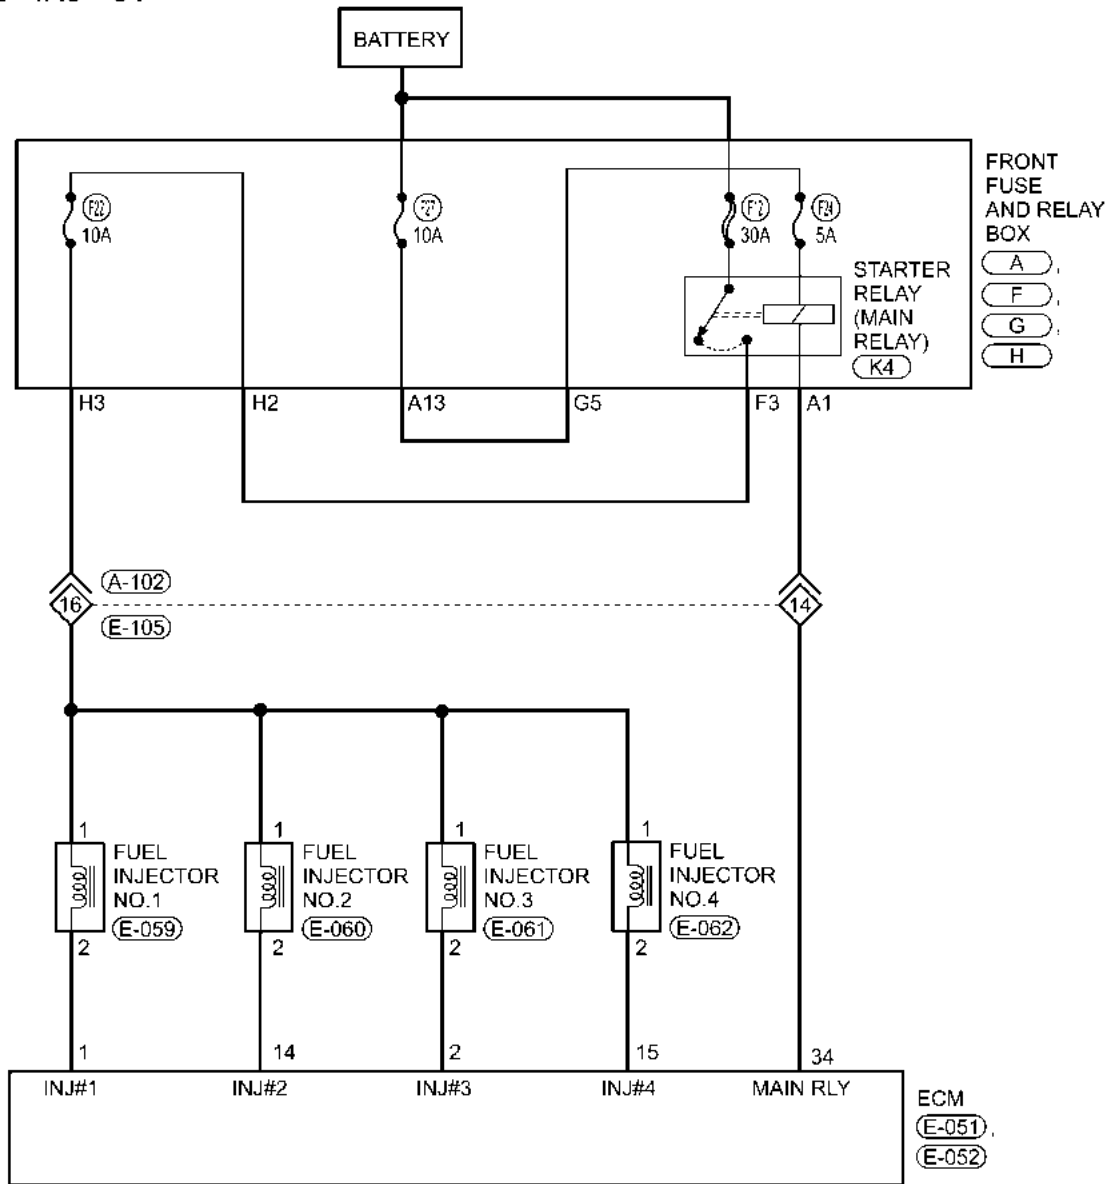 BATTERY
FRONT
FUSE
AND RELAY
BOX
A,
F,
G,
H
F22
10A
F27
10A
F12
30A
F24
5A
STARTER
RELAY
(MAIN
RELAY)
K4
H3
H2
A13
G5
F3
A1
A-102
16
14
E-105
1
FUEL
INJECTOR
NO.1
E-059
2
1
FUEL
INJECTOR
NO.2
E-060
2
1
FUEL
INJECTOR
NO.3
E-061
2
1
FUEL
INJECTOR
NO.4
E-062
2
1
14
2
15
34
INJ#1
INJ#2
INJ#3
INJ#4
MAIN RLY
ECM
E-051,
E-052